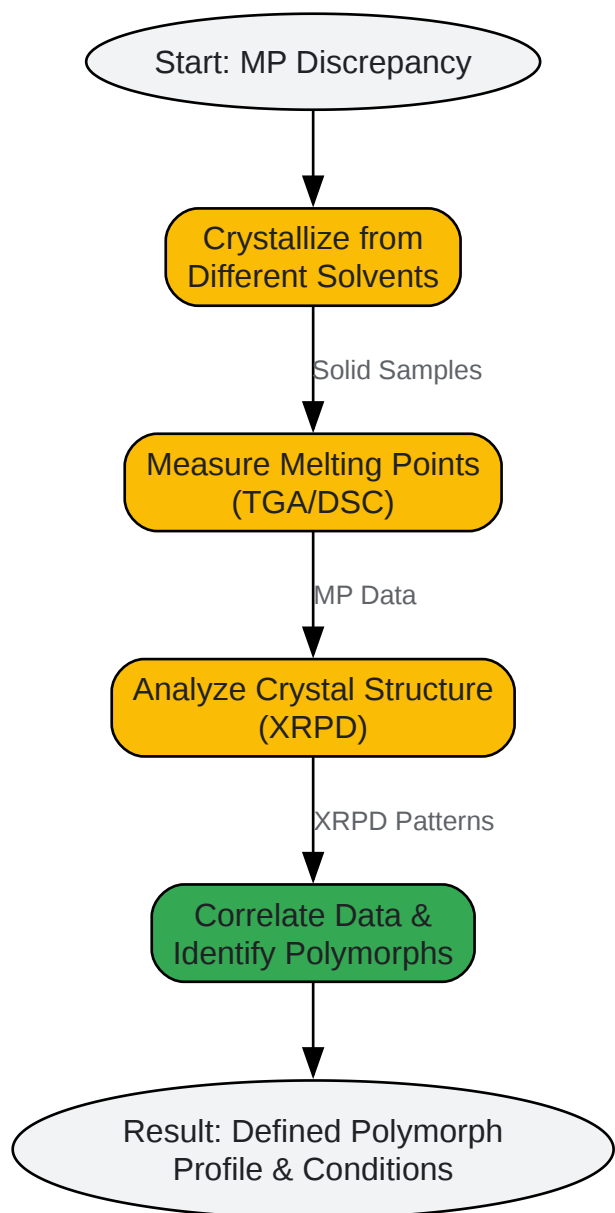 Start: MP Discrepancy
Crystallize from
Different Solvents
Solid Samples
Measure Melting Points
(TGA/DSC)
MP Data
Analyze Crystal Structure
(XRPD)
XRPD Patterns
Correlate Data &
Identify Polymorphs
Result: Defined Polymorph
Profile & Conditions